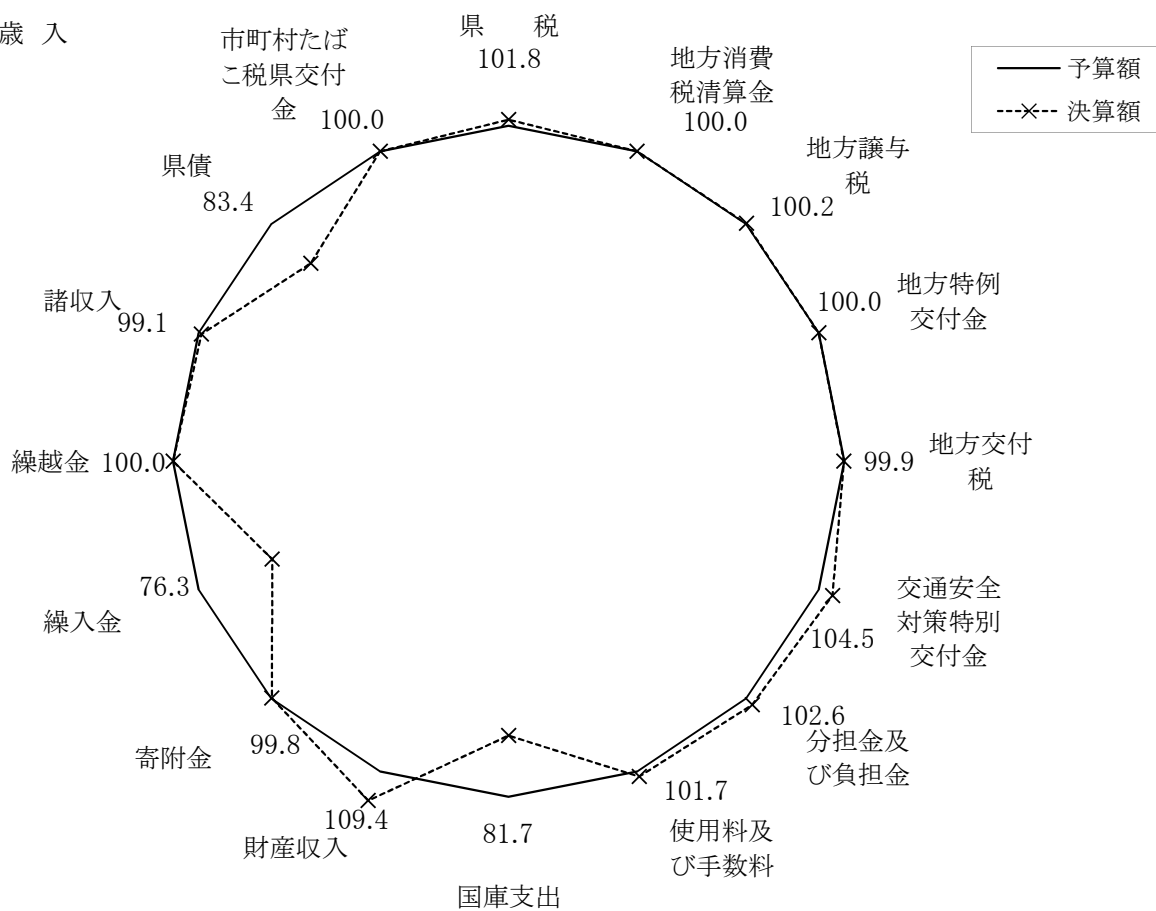 歳 入
県 税
101.8
地方消費
税清算金
100.0
地方譲与
税
100.2
地方特例
交付金
100.0
地方交付
税
99.9
交通安全
対策特別
交付金
104.5
分担金及
び負担金
102.6
使用料及
び手数料
101.7
国庫支出
81.7
財産収入
109.4
寄附金
99.8
繰入金
76.3
繰越金
100.0
諸収入
99.1
県債
83.4
市町村たば
こ税県交付
金
100.0
予算額
決算額